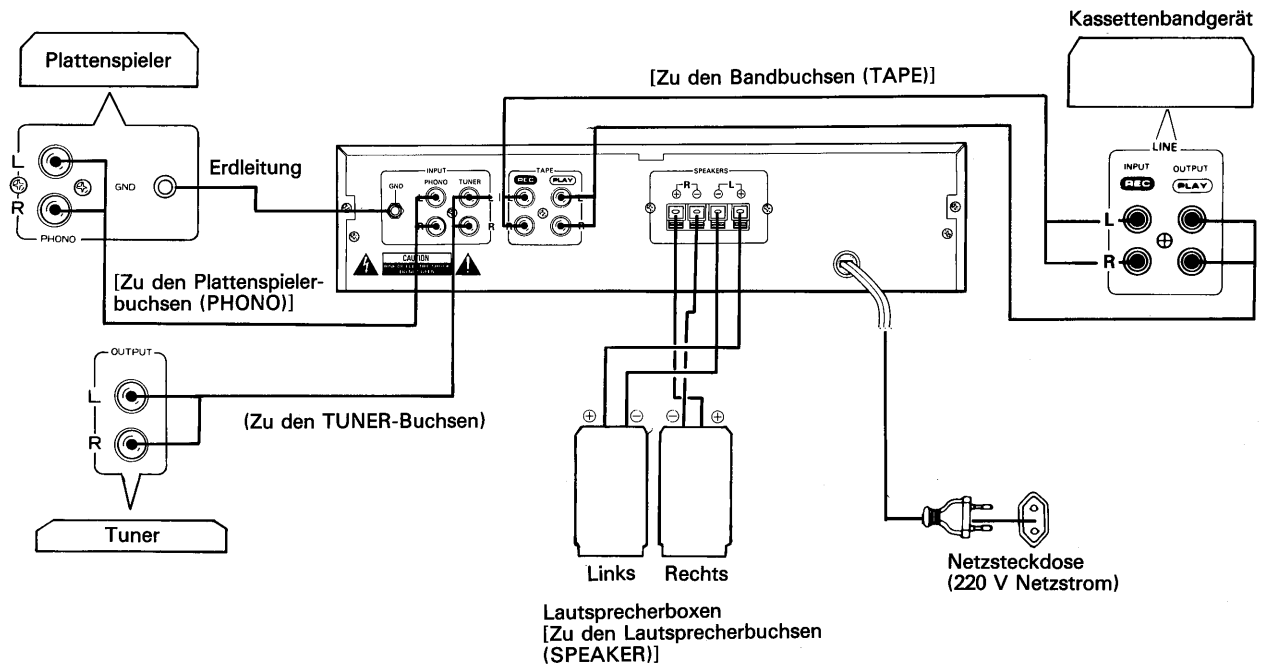 Kassettenbandgerät
Plattenspieler
[Zu den Bandbuchsen (TAPE)]
L
R
GND
PHONO
Erdleitung
GND
INPUT
PHONO TUNER
L L
R R
TAPE
REC PLAY
L
R
SPEAKERS
⊕ R ⊖ ⊖ L ⊕
CAUTION
LINE
INPUT OUTPUT
REC PLAY
L
R
[Zu den Plattenspieler-
buchsen (PHONO)]
OUTPUT
L
R
(Zu den TUNER-Buchsen)
Tuner
⊕ ⊖ ⊖ ⊕
Links Rechts
Lautsprecherboxen
[Zu den Lautsprecherbuchsen
(SPEAKER)]
Netzsteckdose
(220 V Netzstrom)